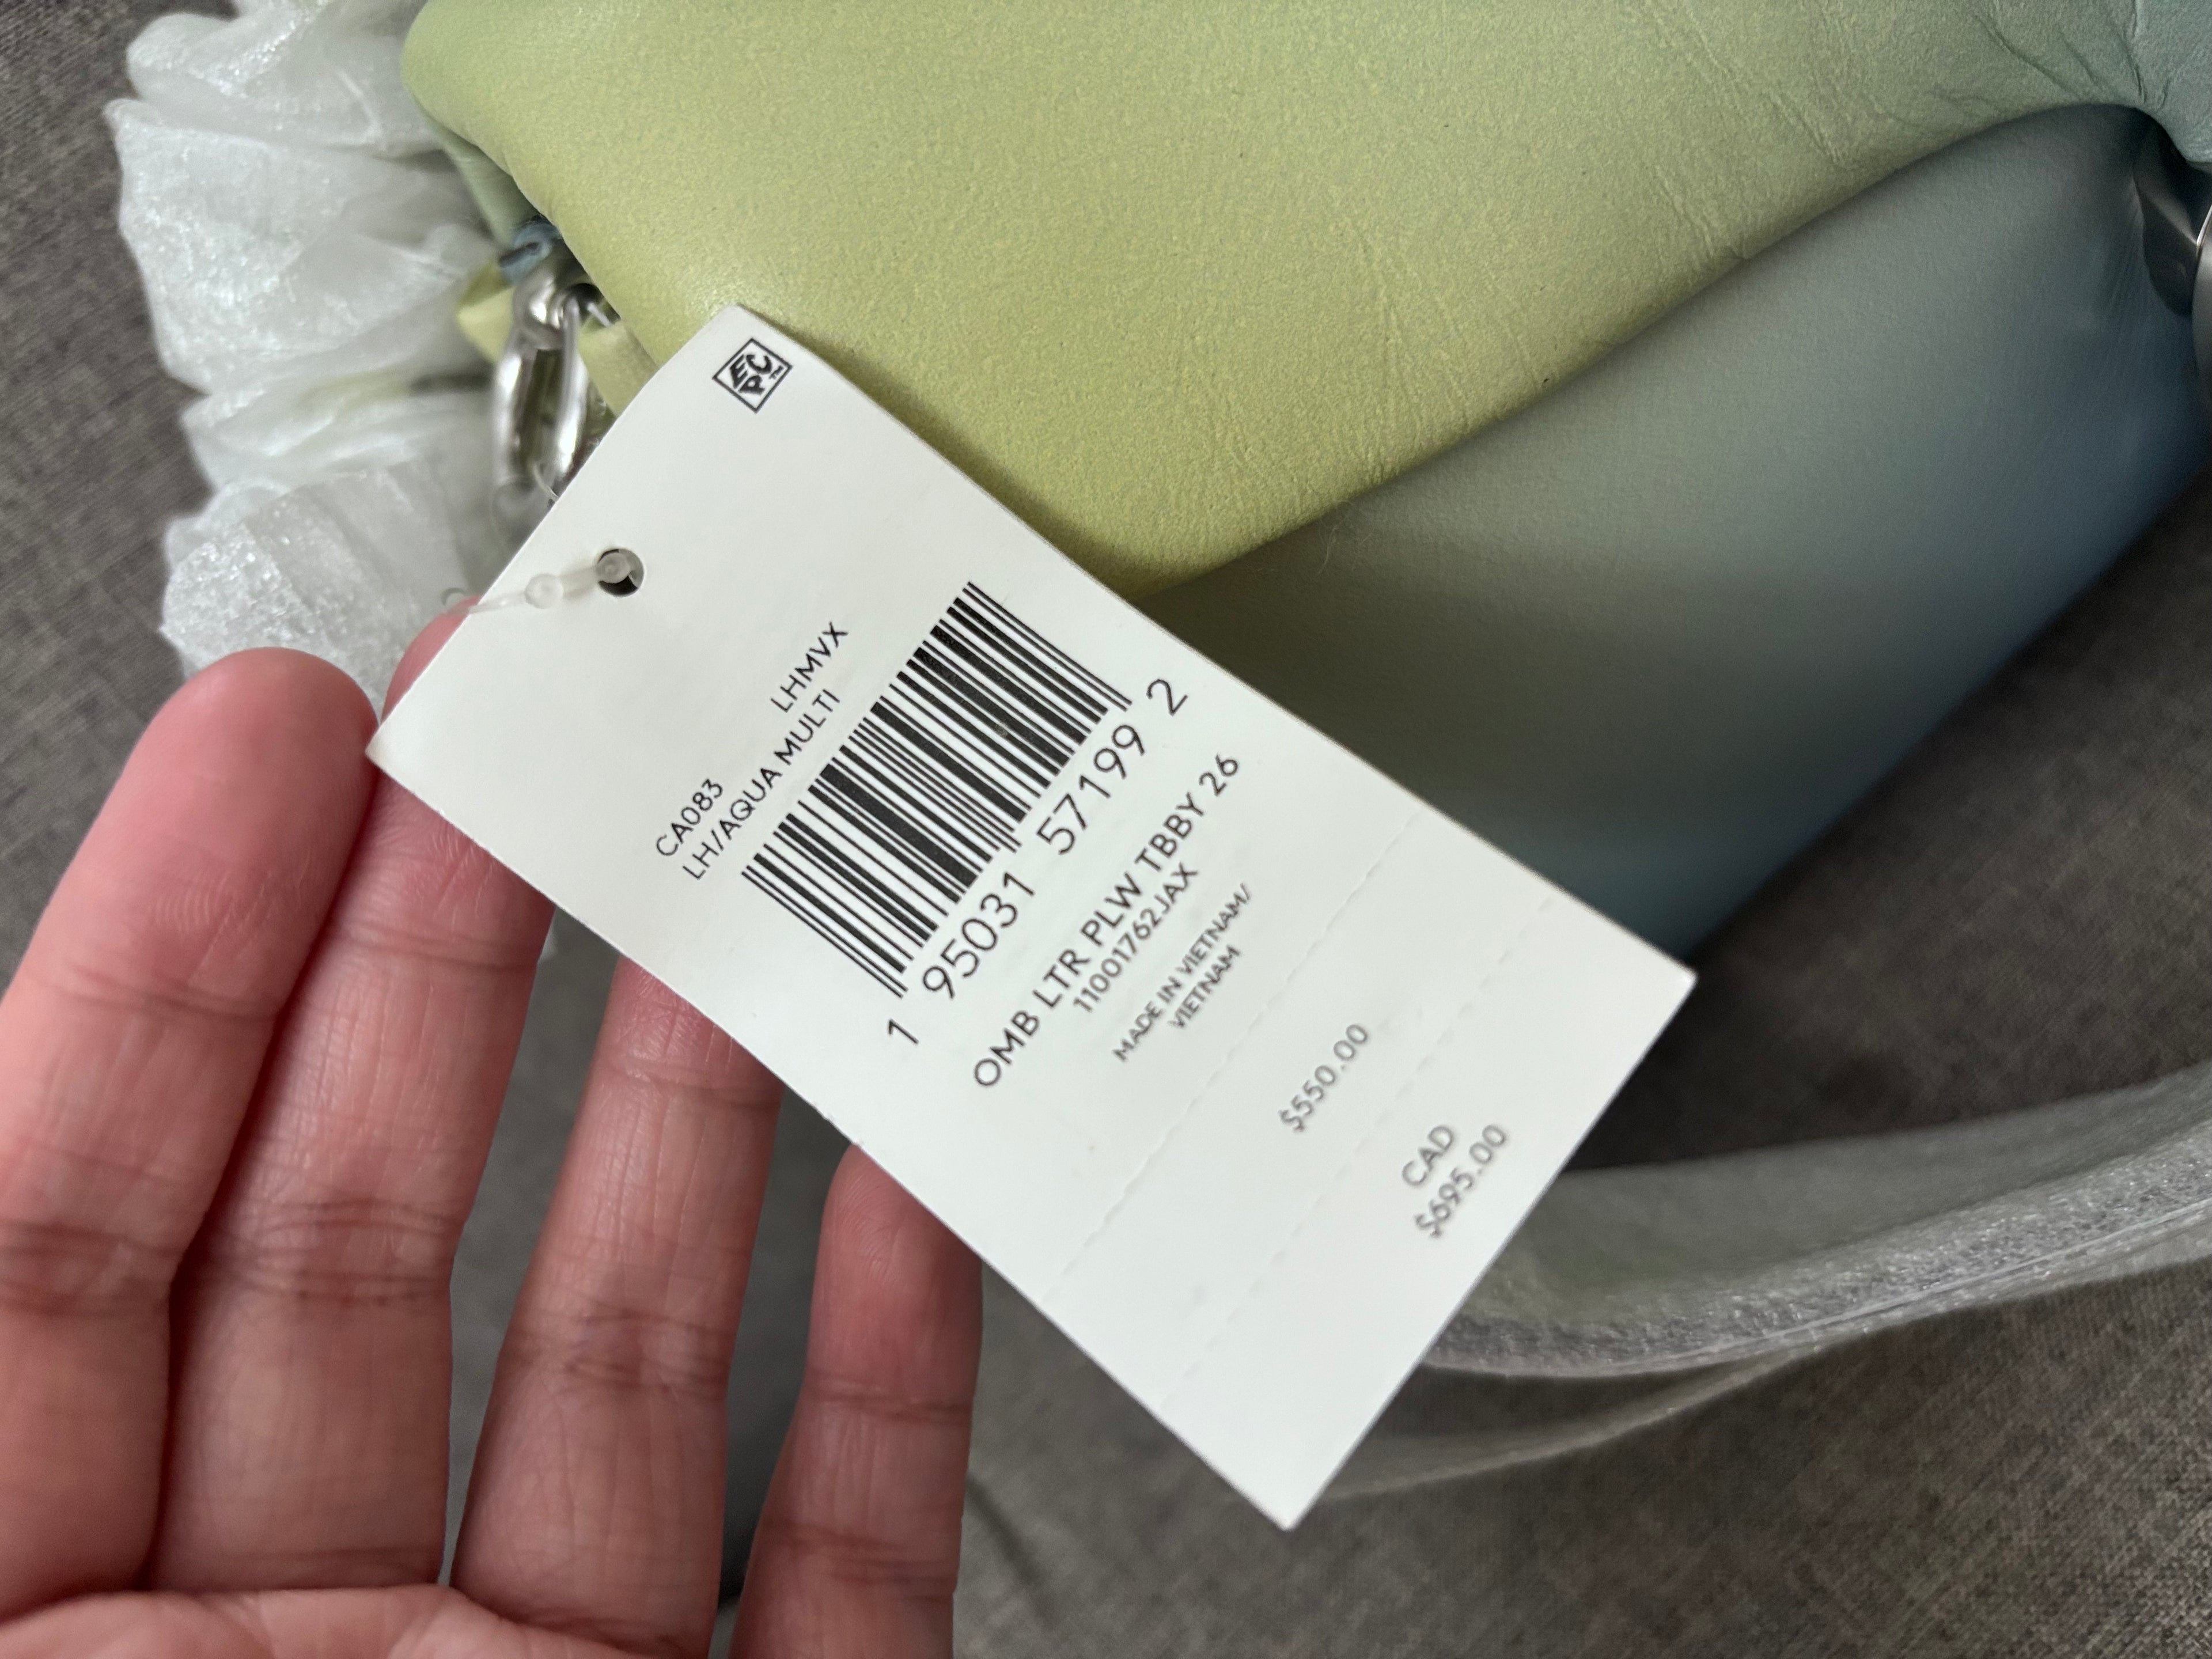 EPC™
CA083 LHMVX
LH/AQUA MULTI
1 95031 57199 2
OMB LTR PLW TBBY 26
11001762JAX
MADE IN VIETNAM/
VIETNAM
$550.00
CAD
$695.00